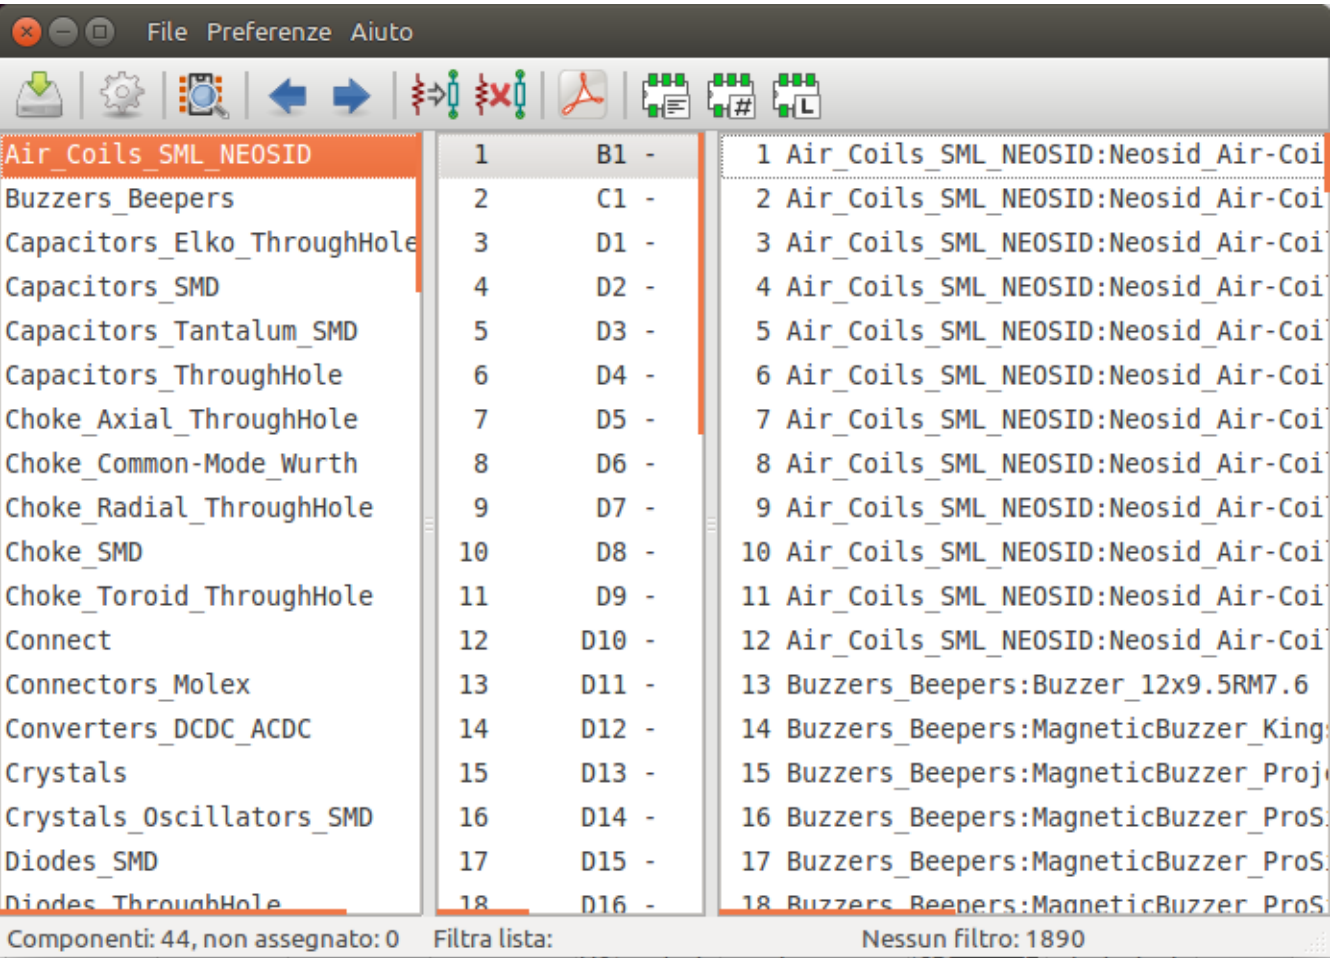 File Preferenze Aiuto
Air_Coils_SML_NEOSID
Buzzers_Beepers
Capacitors_Elko_ThroughHole
Capacitors_SMD
Capacitors_Tantalum_SMD
Capacitors_ThroughHole
Choke_Axial_ThroughHole
Choke_Common-Mode_Wurth
Choke_Radial_ThroughHole
Choke_SMD
Choke_Toroid_ThroughHole
Connect
Connectors_Molex
Converters_DCDC_ACDC
Crystals
Crystals_Oscillators_SMD
Diodes_SMD
Diodes_ThroughHole
1 B1 -
2 C1 -
3 D1 -
4 D2 -
5 D3 -
6 D4 -
7 D5 -
8 D6 -
9 D7 -
10 D8 -
11 D9 -
12 D10 -
13 D11 -
14 D12 -
15 D13 -
16 D14 -
17 D15 -
18 D16 -
1 Air_Coils_SML_NEOSID:Neosid_Air-Coi
2 Air_Coils_SML_NEOSID:Neosid_Air-Coi
3 Air_Coils_SML_NEOSID:Neosid_Air-Coi
4 Air_Coils_SML_NEOSID:Neosid_Air-Coi
5 Air_Coils_SML_NEOSID:Neosid_Air-Coi
6 Air_Coils_SML_NEOSID:Neosid_Air-Coi
7 Air_Coils_SML_NEOSID:Neosid_Air-Coi
8 Air_Coils_SML_NEOSID:Neosid_Air-Coi
9 Air_Coils_SML_NEOSID:Neosid_Air-Coi
10 Air_Coils_SML_NEOSID:Neosid_Air-Coi
11 Air_Coils_SML_NEOSID:Neosid_Air-Coi
12 Air_Coils_SML_NEOSID:Neosid_Air-Coi
13 Buzzers_Beepers:Buzzer_12x9.5RM7.6
14 Buzzers_Beepers:MagneticBuzzer_King
15 Buzzers_Beepers:MagneticBuzzer_Proj
16 Buzzers_Beepers:MagneticBuzzer_ProS
17 Buzzers_Beepers:MagneticBuzzer_ProS
18 Buzzers_Beepers:MagneticBuzzer_ProS
Componenti: 44, non assegnato: 0 Filtra lista: Nessun filtro: 1890